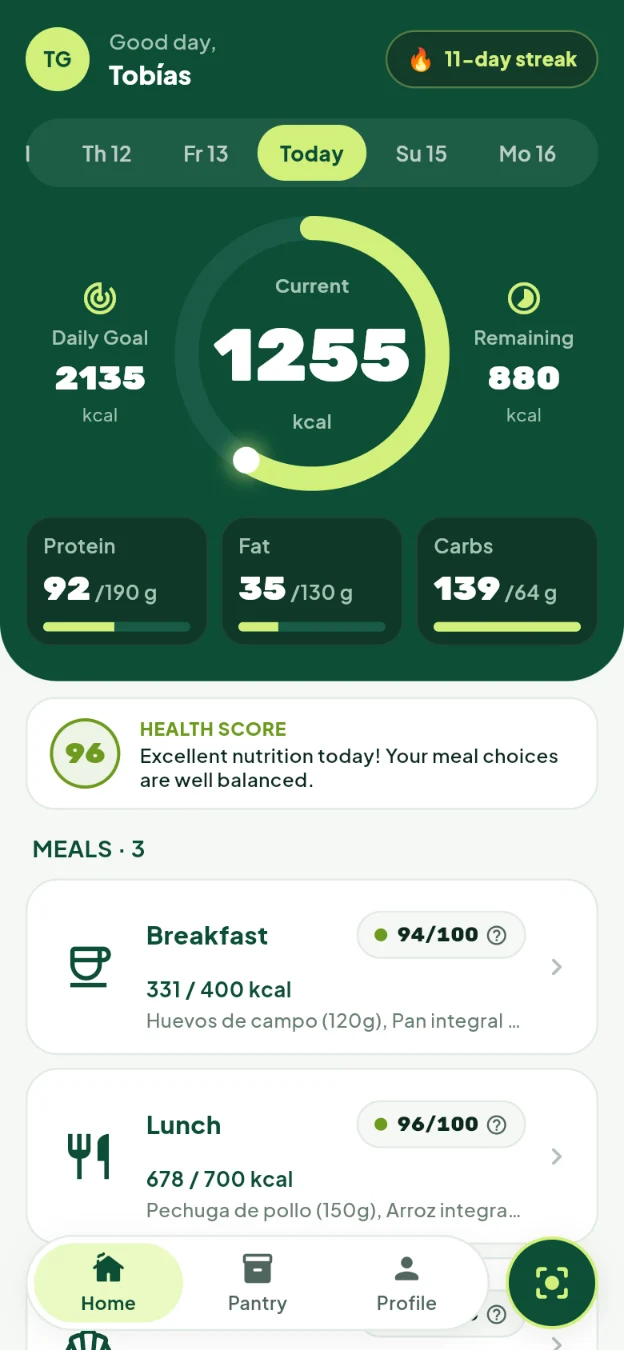 TG
Good day,
Tobías
🔥 11-day streak
Th 12 Fr 13 Today Su 15 Mo 16
Current
1255
kcal
Daily Goal
2135
kcal
Remaining
880
kcal
Protein
92 /190 g
Fat
35 /130 g
Carbs
139 /64 g
96
HEALTH SCORE
Excellent nutrition today! Your meal choices
are well balanced.
MEALS · 3
Breakfast
94/100 ?
331 / 400 kcal
Huevos de campo (120g), Pan integral ...
Lunch
96/100 ?
678 / 700 kcal
Pechuga de pollo (150g), Arroz integra...
?
Home Pantry Profile